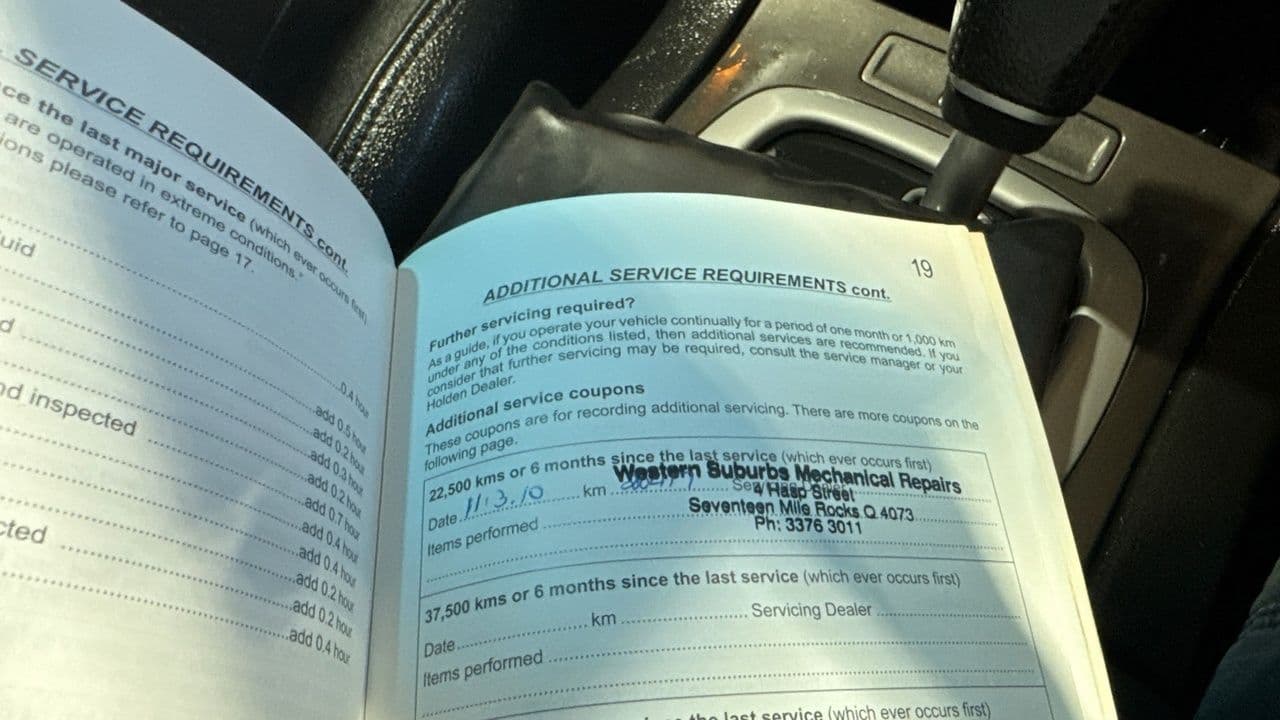 SERVICE REQUIREMENTS cont.
ce the last major service (which ever occurs first)
are operated in extreme conditions."
ions please refer to page 17.
0.4 hour
uid
add 0.5 hour
add 0.2 hour
d
add 0.3 hour
add 0.2 hour
nd inspected
add 0.7 hour
add 0.4 hour
add 0.4 hour
add 0.2 hour
cted
add 0.2 hour
add 0.4 hour
19
ADDITIONAL SERVICE REQUIREMENTS cont.
Further servicing required?
As a guide, if you operate your vehicle continually for a period of one month or 1,000 km
under any of the conditions listed, then additional services are recommended. If you
consider that further servicing may be required, consult the service manager or your
Holden Dealer.
Additional service coupons
These coupons are for recording additional servicing. There are more coupons on the
following page.
22,500 kms or 6 months since the last service (which ever occurs first)
Date 11.3.10 km
Western Suburbs Mechanical Repairs
4 Hasp Street
Seventeen Mile Rocks Q 4073
Ph: 3376 3011
Items performed
37,500 kms or 6 months since the last service (which ever occurs first)
Date km Servicing Dealer
Items performed
the last service (which ever occurs first)